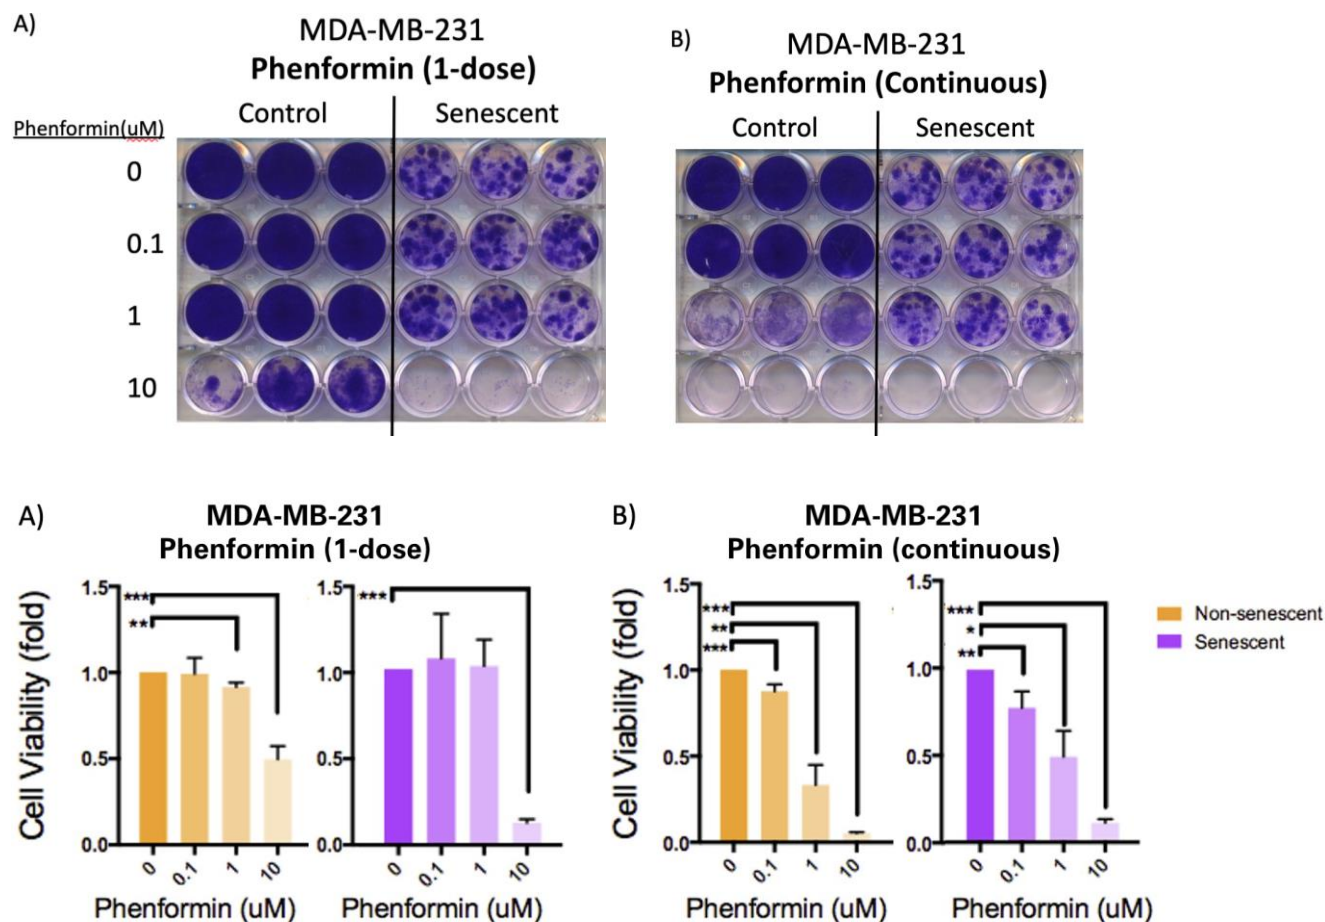 A)
MDA-MB-231
Phenformin (1-dose)
Control Senescent
Phenformin(uM)
0
0.1
1
10
B)
MDA-MB-231
Phenformin (Continuous)
Control Senescent
A)
MDA-MB-231
Phenformin (1-dose)
Cell Viability (fold)
1.5
1.0
0.5
0.0
***
**
0 0.1 1 10
Phenformin (uM)
1.5
1.0
0.5
0.0
***
0 0.1 1 10
Phenformin (uM)
B)
MDA-MB-231
Phenformin (continuous)
Cell Viability (fold)
1.5
1.0
0.5
0.0
***
**
***
0 0.1 1 10
Phenformin (uM)
1.5
1.0
0.5
0.0
***
*
**
0 0.1 1 10
Phenformin (uM)
Non-senescent
Senescent